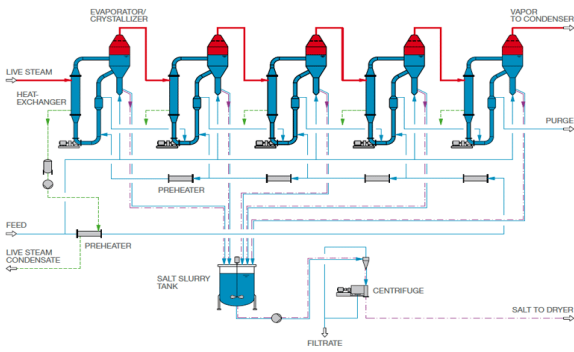 EVAPORATOR/
CRYSTALLIZER
VAPOR
TO CONDENSER
LIVE STEAM
HEAT-
EXCHANGER
PURGE
PREHEATER
FEED
PREHEATER
LIVE STEAM
CONDENSATE
SALT SLURRY
TANK
CENTRIFUGE
SALT TO DRYER
FILTRATE